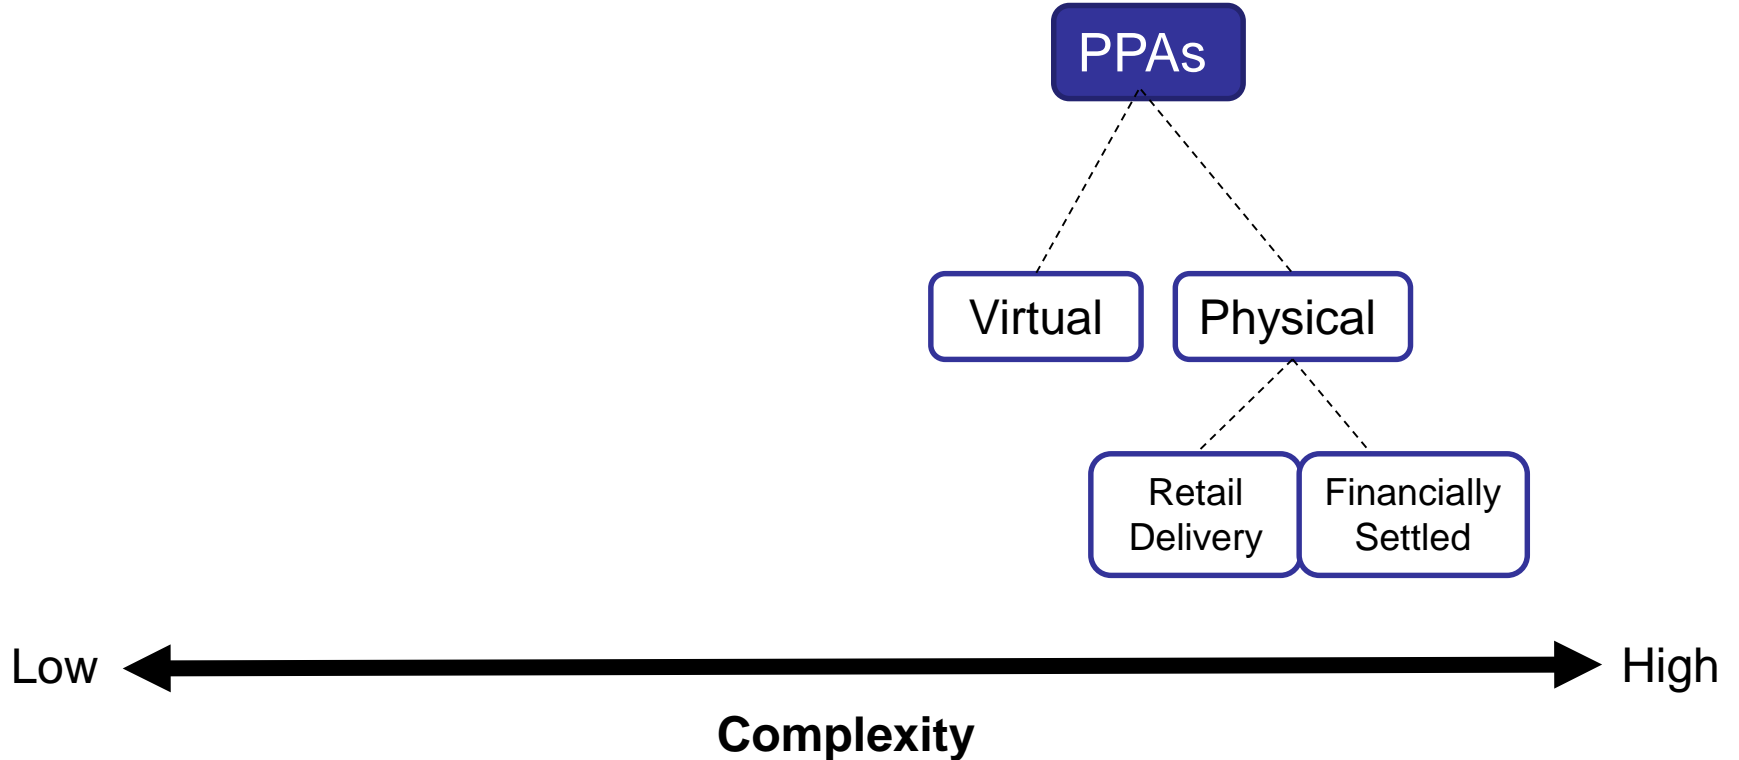 PPAs
Virtual
Physical
Retail
Delivery
Financially
Settled
Low
High
Complexity